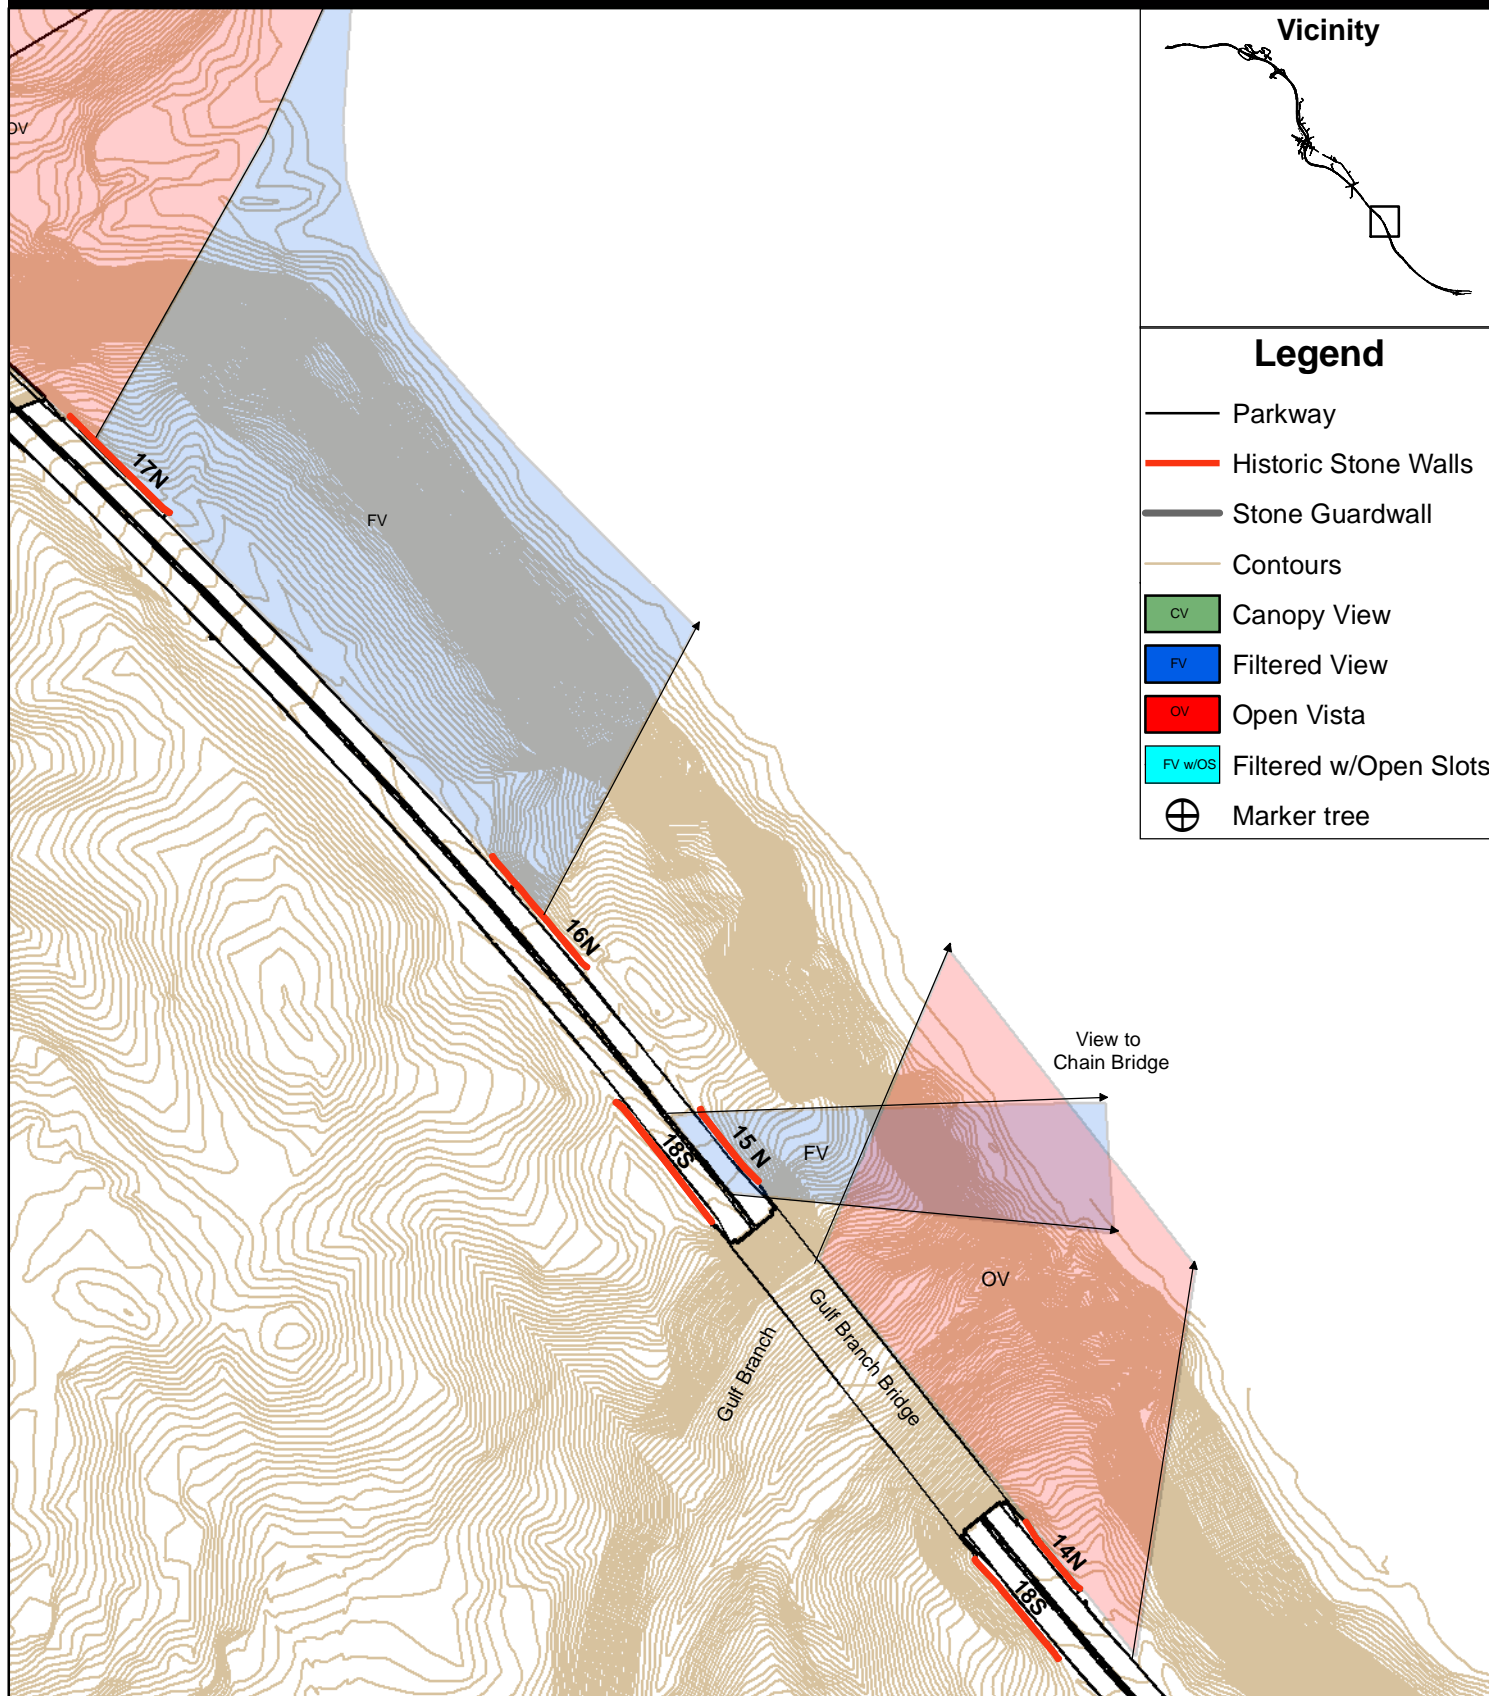 Vicinity
Legend
Parkway
Historic Stone Walls
Stone Guardwall
Contours
CV Canopy View
FV Filtered View
OV Open Vista
FV w/OS Filtered w/Open Slots
Marker tree
OV
17N
FV
16N
View to
Chain Bridge
15 N
FV
18S
OV
Gulf Branch Bridge
Gulf Branch
14N
18S